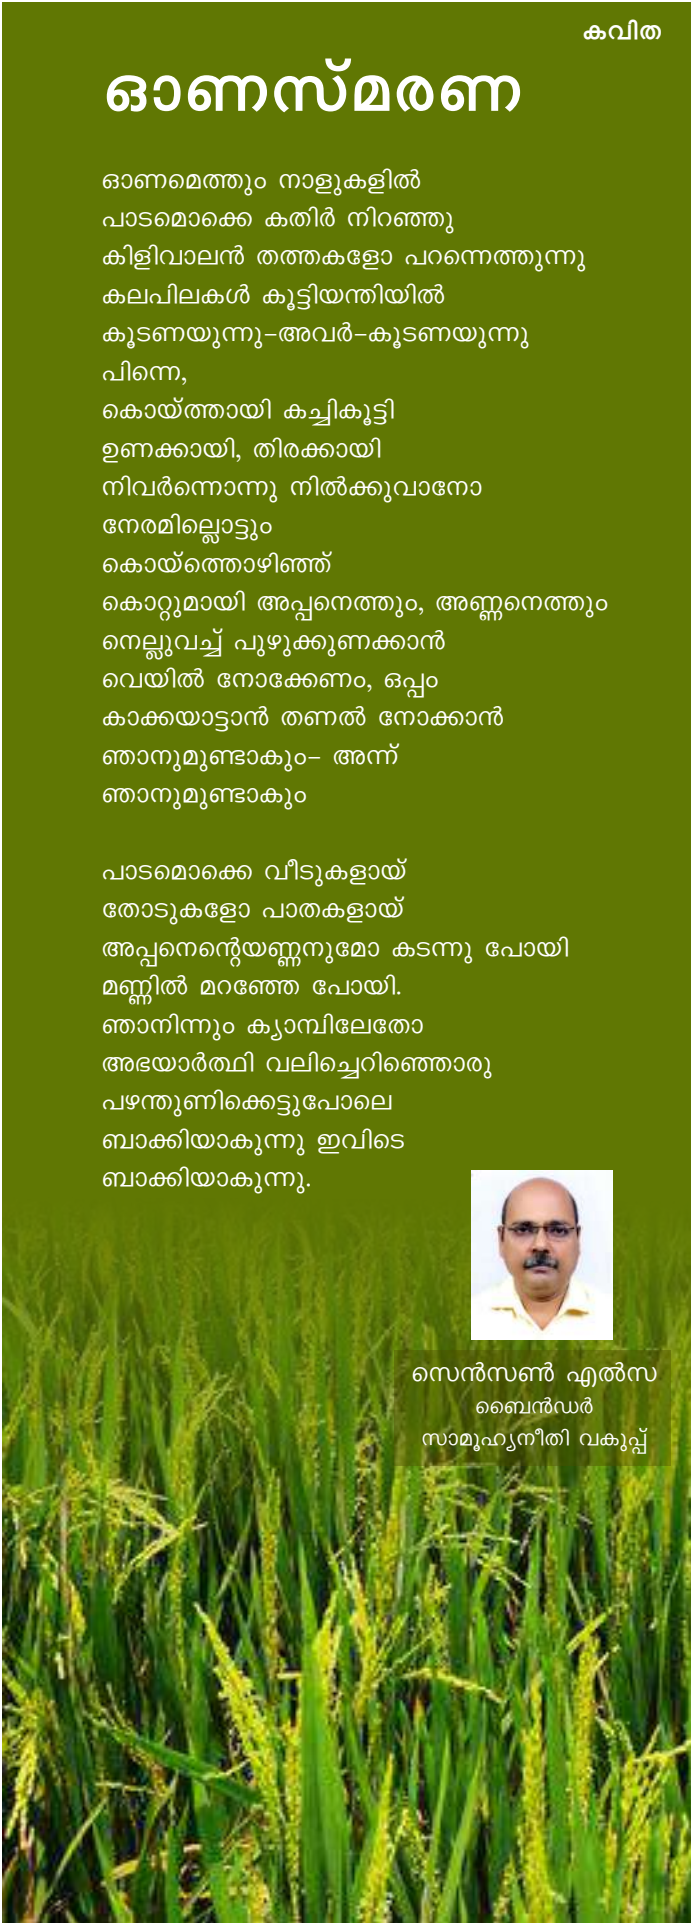 കവിത
ഓണസ്മരണ
ഓണമെത്തും നാളുകളിൽ
പാടമൊക്കെ കതിർ നിറഞ്ഞു
കിളിവാലൻ തത്തകളോ പറന്നെത്തുന്നു
കലപിലകൾ കൂട്ടിയന്തിയിൽ
കൂടണയുന്നു-അവർ-കൂടണയുന്നു
പിന്നെ,
കൊയ്ത്തായി കച്ചികൂട്ടി
ഉണക്കായി, തിരക്കായി
നിവർന്നൊന്നു നിൽക്കുവാനോ
നേരമില്ലൊട്ടും
കൊയ്ത്തൊഴിഞ്ഞ്
കൊറ്റുമായി അപ്പനെത്തും, അണ്ണനെത്തും
നെല്ലുവച്ച് പുഴുക്കുണക്കാൻ
വെയിൽ നോക്കേണം, ഒപ്പം
കാക്കയാട്ടാൻ തണൽ നോക്കാൻ
ഞാനുമുണ്ടാകും- അന്ന്
ഞാനുമുണ്ടാകും
പാടമൊക്കെ വീടുകളായ്
തോടുകളോ പാതകളായ്
അപ്പനെന്റെയണ്ണനുമോ കടന്നു പോയി
മണ്ണിൽ മറഞ്ഞേ പോയി.
ഞാനിന്നും ക്യാമ്പിലേതോ
അഭയാർത്ഥി വലിച്ചെറിഞ്ഞൊരു
പഴന്തുണിക്കെട്ടുപോലെ
ബാക്കിയാകുന്നു ഇവിടെ
ബാക്കിയാകുന്നു.
സെൻസൺ എൽസ
ബൈൻഡർ
സാമൂഹ്യനീതി വകുപ്പ്